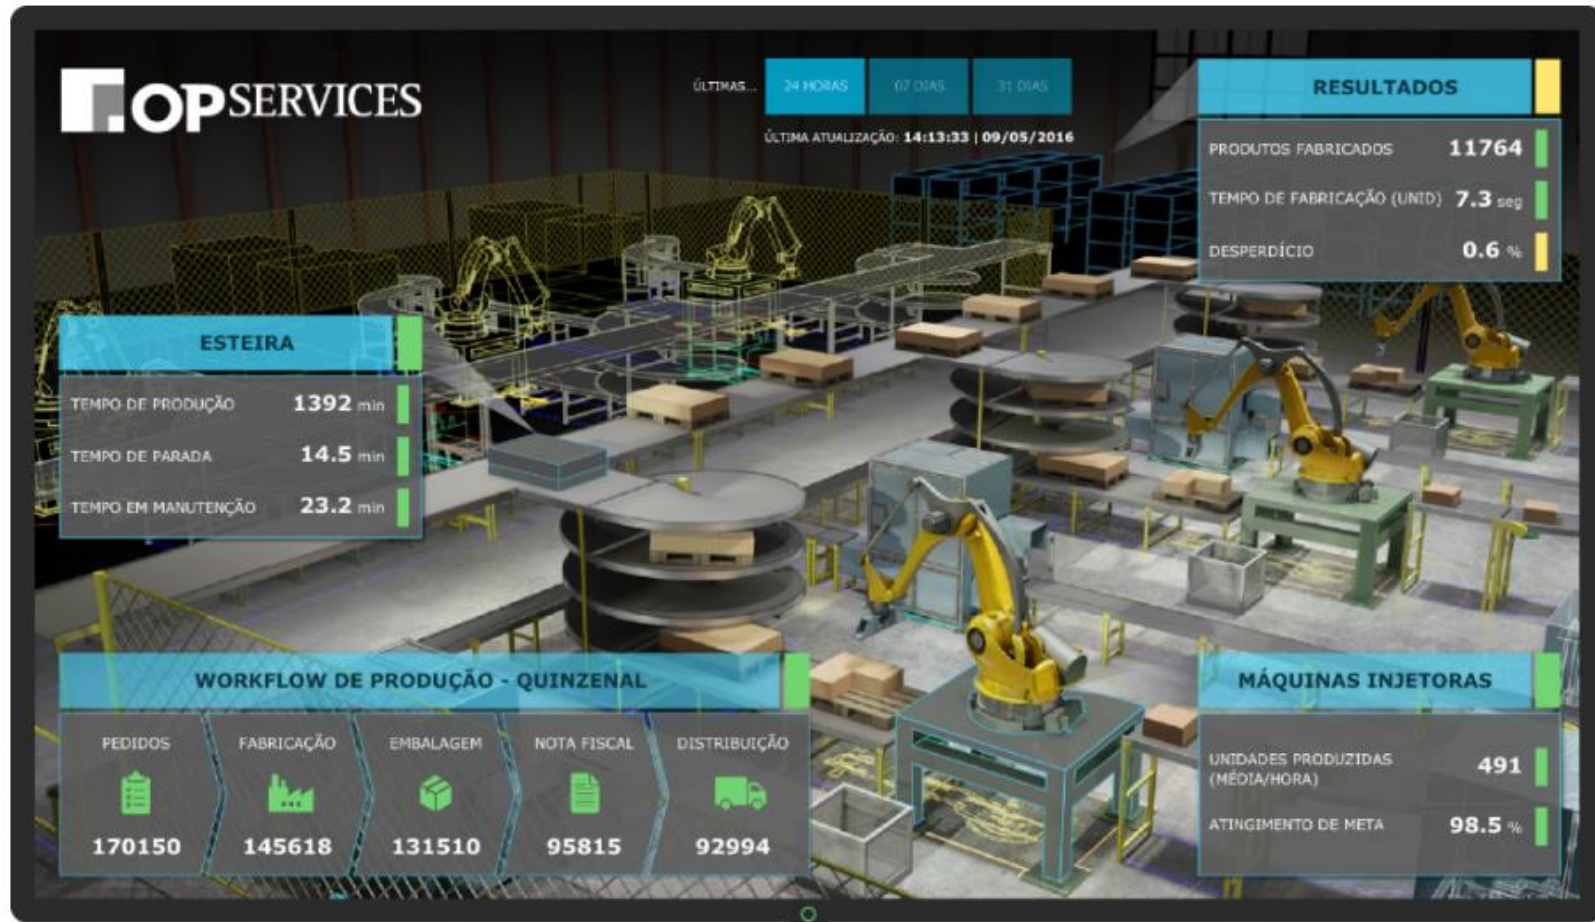 OPSERVICES
ÚLTIMAS... 24 HORAS 07 DIAS 31 DIAS
ÚLTIMA ATUALIZAÇÃO: 14:13:33 | 09/05/2016
RESULTADOS
PRODUTOS FABRICADOS 11764
TEMPO DE FABRICAÇÃO (UNID) 7.3 seg
DESPERDÍCIO 0.6 %
ESTEIRA
TEMPO DE PRODUÇÃO 1392 min
TEMPO DE PARADA 14.5 min
TEMPO EM MANUTENÇÃO 23.2 min
WORKFLOW DE PRODUÇÃO - QUINZENAL
PEDIDOS FABRICAÇÃO EMBALAGEM NOTA FISCAL DISTRIBUIÇÃO
170150 145618 131510 95815 92994
MÁQUINAS INJETORAS
UNIDADES PRODUZIDAS
(MÉDIA/HORA) 491
ATINGIMENTO DE META 98.5 %